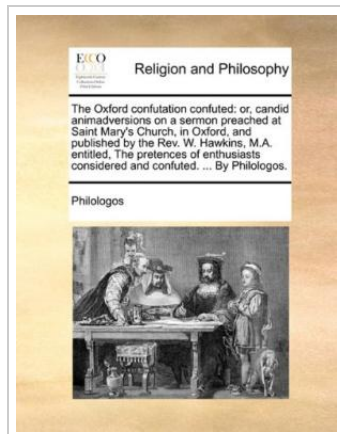 ECCO
Religion and Philosophy
The Oxford confutation confuted: or, candid
animadversions on a sermon preached at
Saint Mary's Church, in Oxford, and
published by the Rev. W. Hawkins, M.A.
entitled, The pretences of enthusiasts
considered and confuted. ... By Philologos.
Philologos